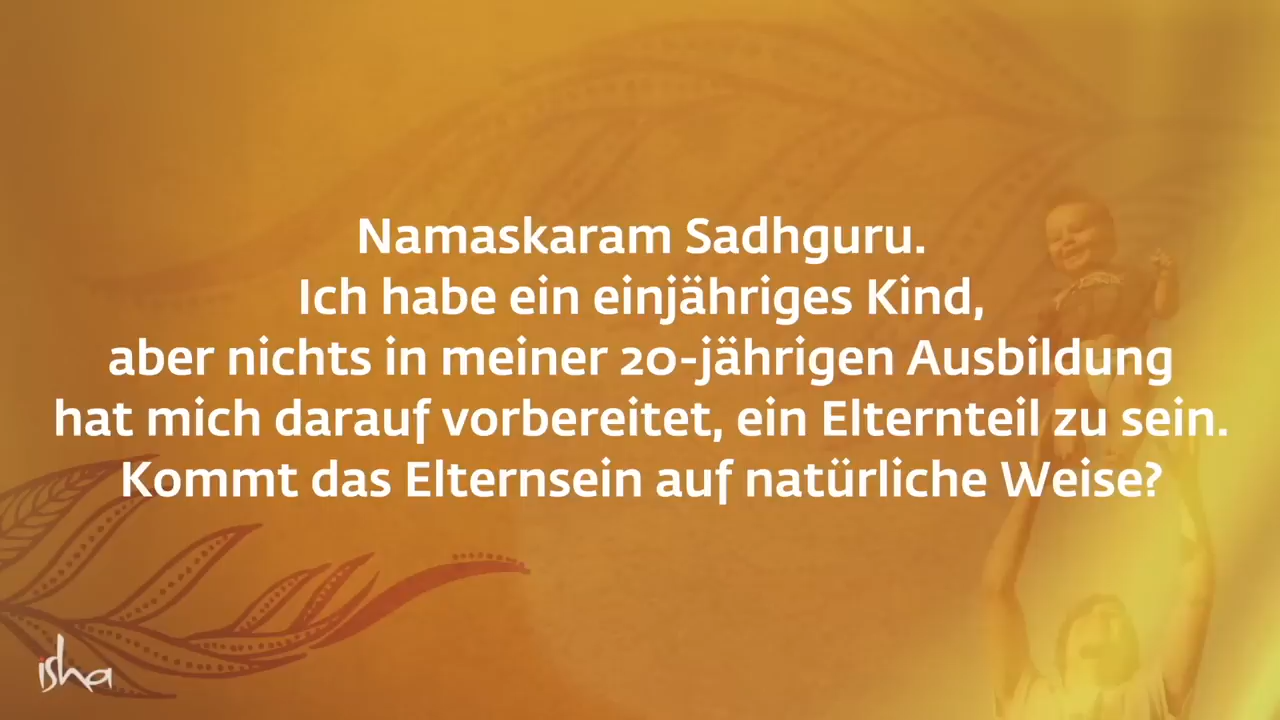 Namaskaram Sadhguru.
Ich habe ein einjähriges Kind,
aber nichts in meiner 20-jährigen Ausbildung
hat mich darauf vorbereitet, ein Elternteil zu sein.
Kommt das Elternsein auf natürliche Weise?
isha